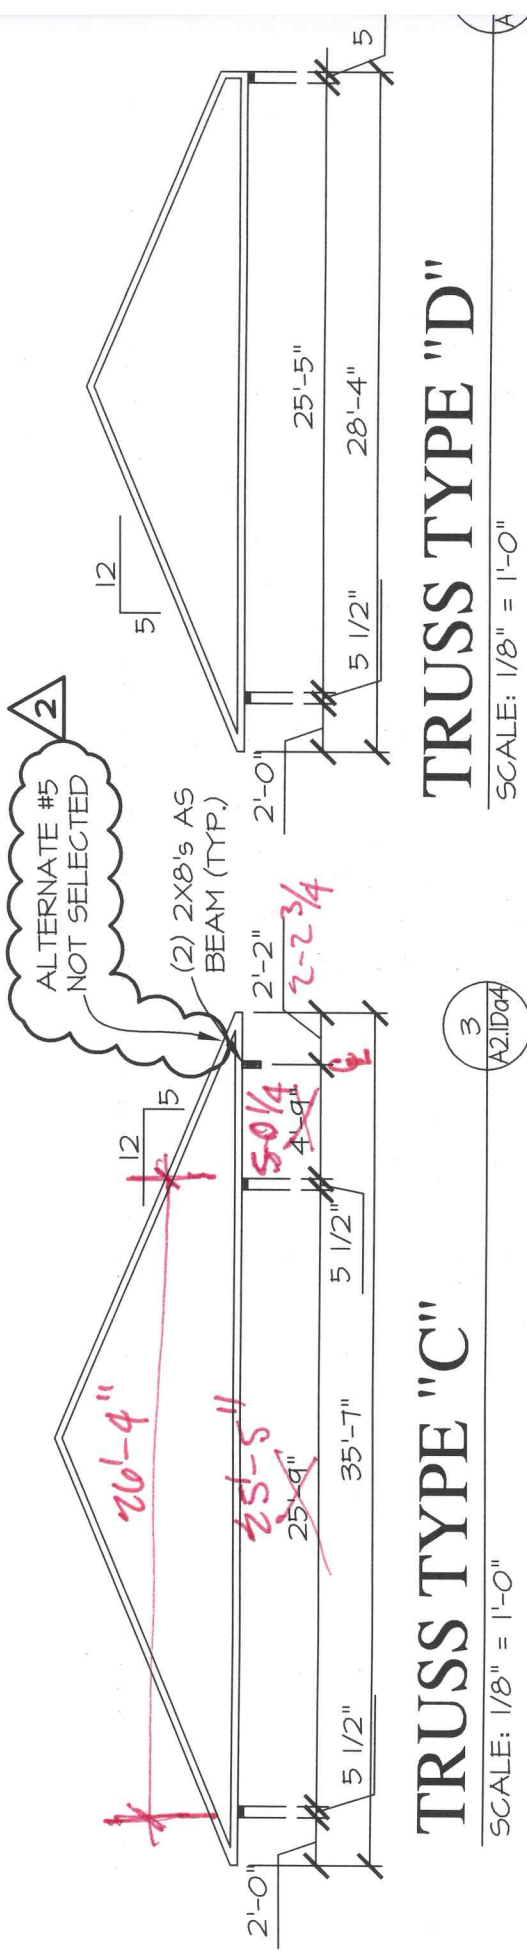 ALTERNATE #5
NOT SELECTED
2
12
5
26'-4"
(2) 2X8's AS
BEAM (TYP.)
2'-0"
5 1/2"
25'-5"
25'-9"
5 1/2"
5-0 1/4
4'-9"
2'-2"
2-2 3/4
35'-7"
TRUSS TYPE "C"
SCALE: 1/8" = 1'-0"
3
A2.1Da4
12
5
2'-0"
5 1/2"
25'-5"
28'-4"
5
TRUSS TYPE "D"
SCALE: 1/8" = 1'-0"
A